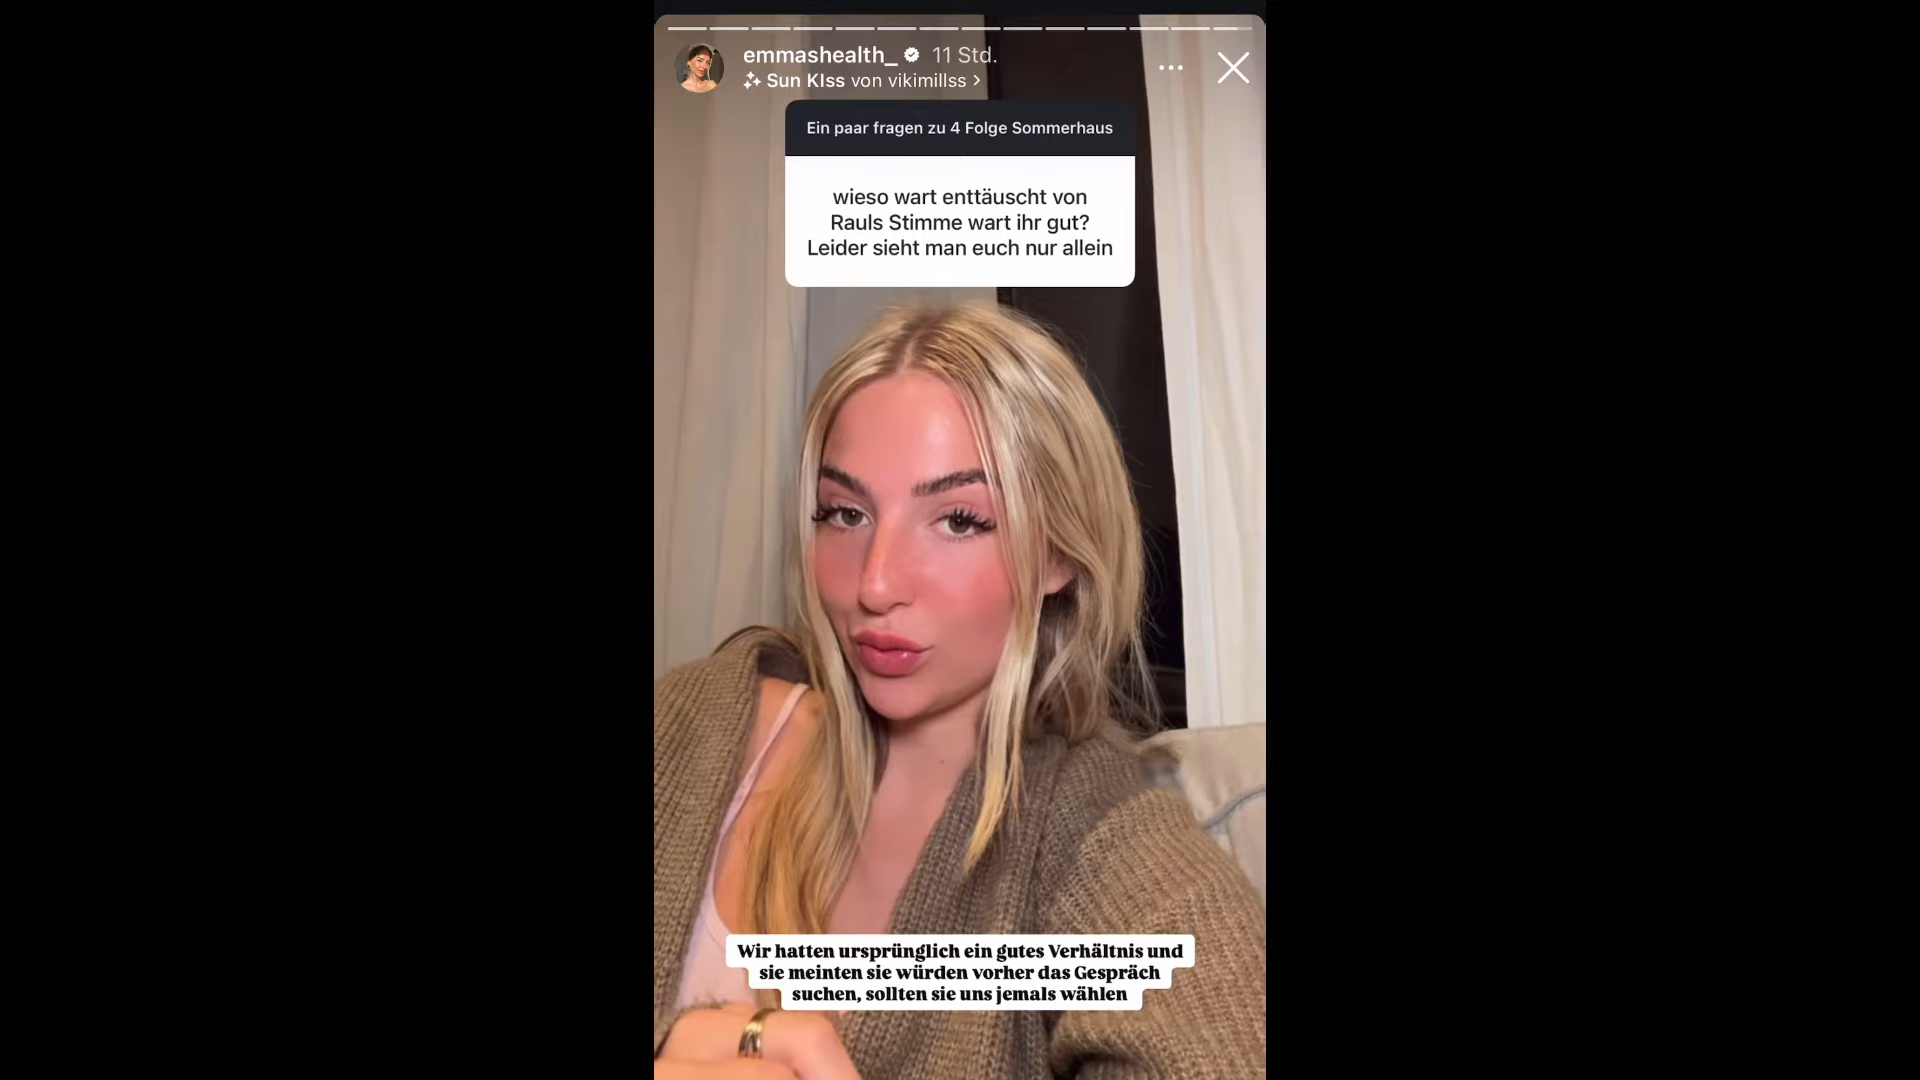 emmashealth_ 11 Std.
Sun KIss von vikimillss >
Ein paar fragen zu 4 Folge Sommerhaus
wieso wart enttäuscht von
Rauls Stimme wart ihr gut?
Leider sieht man euch nur allein
Wir hatten ursprünglich ein gutes Verhältnis und
sie meinten sie würden vorher das Gespräch
suchen, sollten sie uns jemals wählen